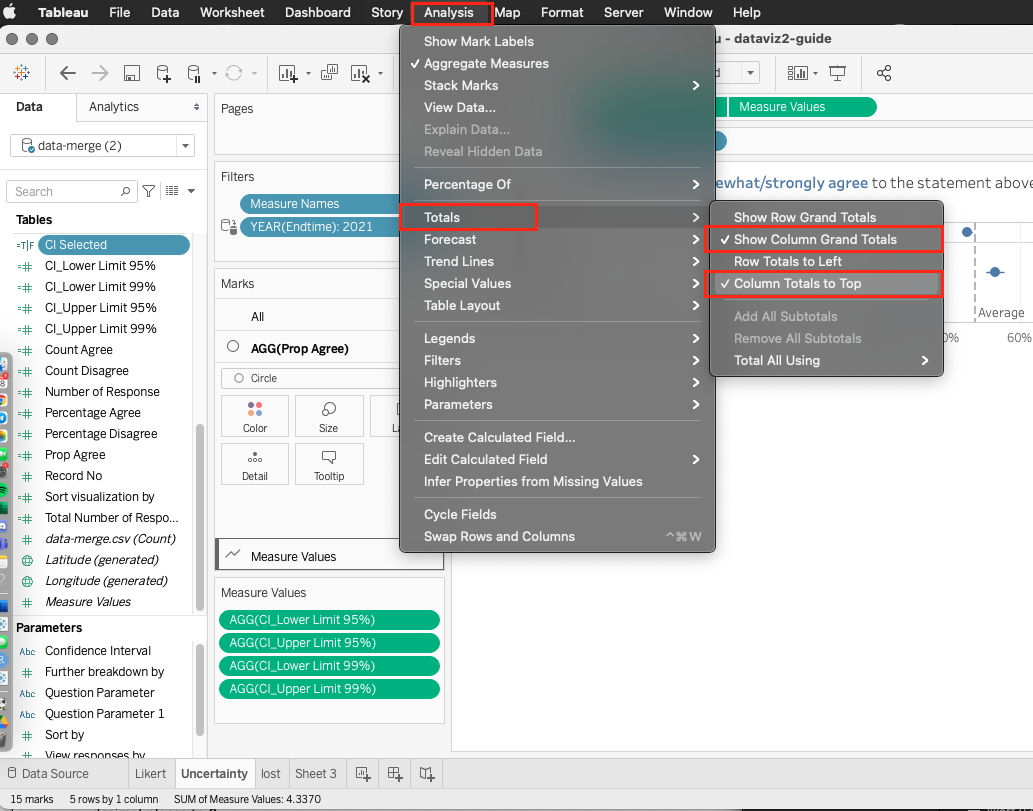 Tableau File Data Worksheet Dashboard Story Analysis Map Format Server Window Help
u - dataviz2-guide
Data Analytics
data-merge (2)
Search
Tables
=T|F CI Selected
CI_Lower Limit 95%
CI_Lower Limit 99%
CI_Upper Limit 95%
CI_Upper Limit 99%
Count Agree
Count Disagree
Number of Response
Percentage Agree
Percentage Disagree
Prop Agree
Record No
Sort visualization by
Total Number of Respo...
data-merge.csv (Count)
Latitude (generated)
Longitude (generated)
Measure Values
Parameters
Abc Confidence Interval
Further breakdown by
Abc Question Parameter
Abc Question Parameter 1
Sort by
View responses by
Pages
Filters
Measure Names
YEAR(Endtime): 2021
Marks
All
AGG(Prop Agree)
Circle
Color Size
Detail Tooltip
Measure Values
Measure Values
AGG(CI_Lower Limit 95%)
AGG(CI_Upper Limit 95%)
AGG(CI_Lower Limit 99%)
AGG(CI_Upper Limit 99%)
Show Mark Labels
✓ Aggregate Measures
Stack Marks
View Data...
Explain Data...
Reveal Hidden Data
Percentage Of
Totals
Forecast
Trend Lines
Special Values
Table Layout
Legends
Filters
Highlighters
Parameters
Create Calculated Field...
Edit Calculated Field
Infer Properties from Missing Values
Cycle Fields
Swap Rows and Columns ^⌘W
Show Row Grand Totals
✓ Show Column Grand Totals
Row Totals to Left
✓ Column Totals to Top
Add All Subtotals
Remove All Subtotals
Total All Using
Measure Values
ewhat/strongly agree to the statement above
Average
0% 60%
Data Source Likert Uncertainty lost Sheet 3
15 marks 5 rows by 1 column SUM of Measure Values: 4.3370